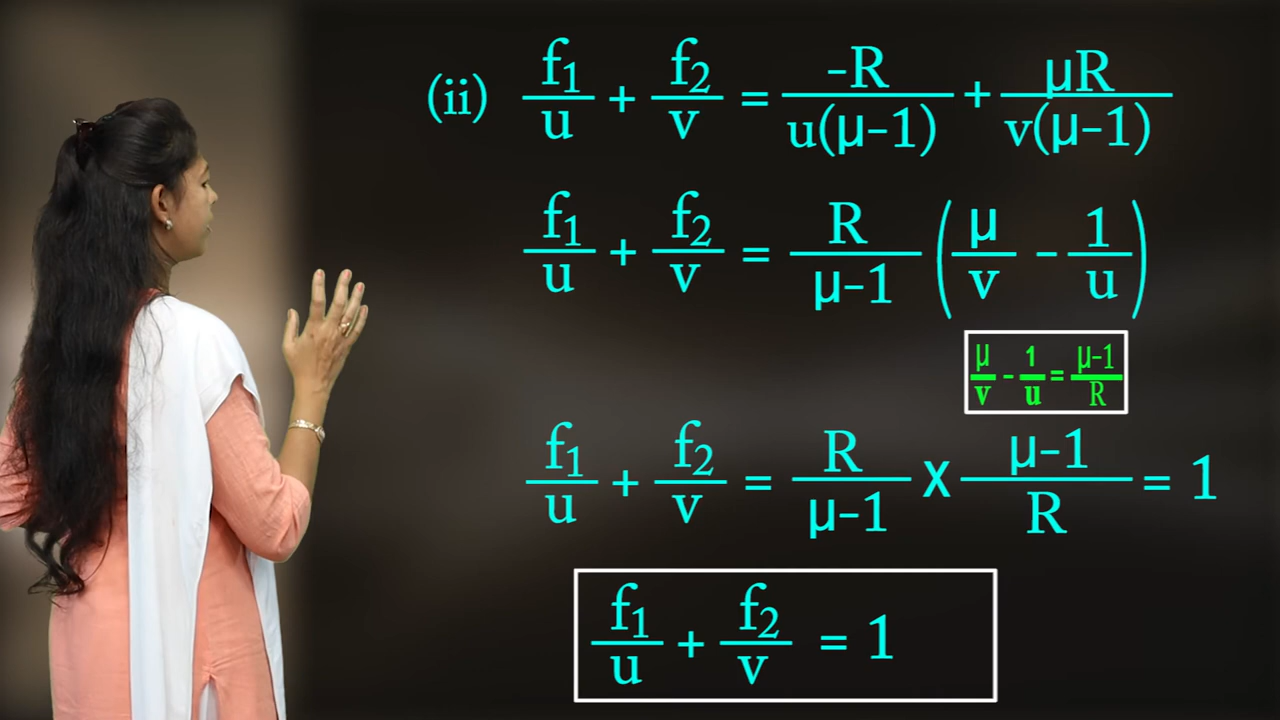 (ii) f₁/u + f₂/v = -R/u(μ-1) + μR/v(μ-1)
f₁/u + f₂/v = R/μ-1 (μ/v - 1/u)
μ/v - 1/u = μ-1/R
f₁/u + f₂/v = R/μ-1 X μ-1/R = 1
f₁/u + f₂/v = 1